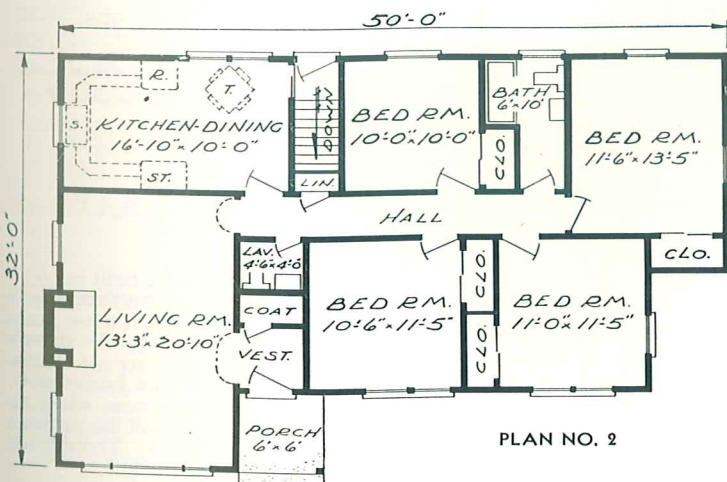 50'-0"
32'-0"
R.
T.
S.
KITCHEN-DINING
16'-10" x 10'-0"
ST.
DOWN
LIN.
BED RM.
10'-0" x 10'-0"
CLO.
BATH
6' x 10'
BED RM.
11'-6" x 13'-5"
CLO.
HALL
LAV.
4'-6" x 4'-0
COAT
VEST.
LIVING RM.
13'-3" x 20'-10"
BED RM.
10'-6" x 11'-5"
CLO.
CLO.
BED RM.
11'-0" x 11'-5"
PORCH
6' x 6'
PLAN NO. 2